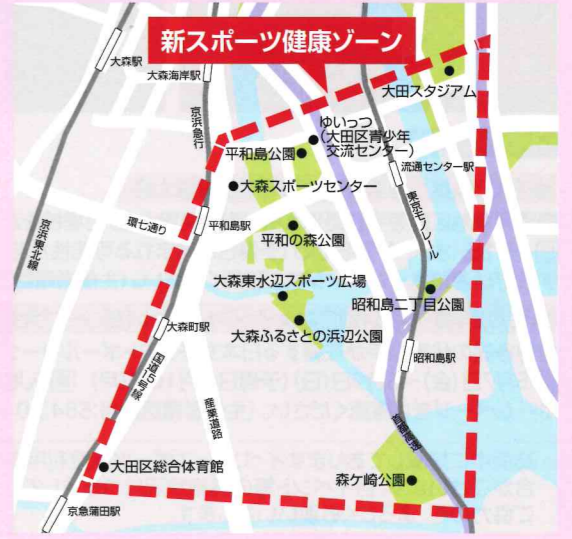 新スポーツ健康ゾーン
大森駅
大森海岸駅
大田スタジアム
京浜急行
ゆいっつ
(大田区青少年
交流センター)
平和島公園
流通センター駅
大森スポーツセンター
東京モノレール
環七通り
平和島駅
平和の森公園
京浜東北線
大森東水辺スポーツ広場
昭和島二丁目公園
大森ふるさとの浜辺公園
大森町駅
昭和島駅
国道15号線
産業道路
首都高速
大田区総合体育館
森ケ崎公園
京急蒲田駅